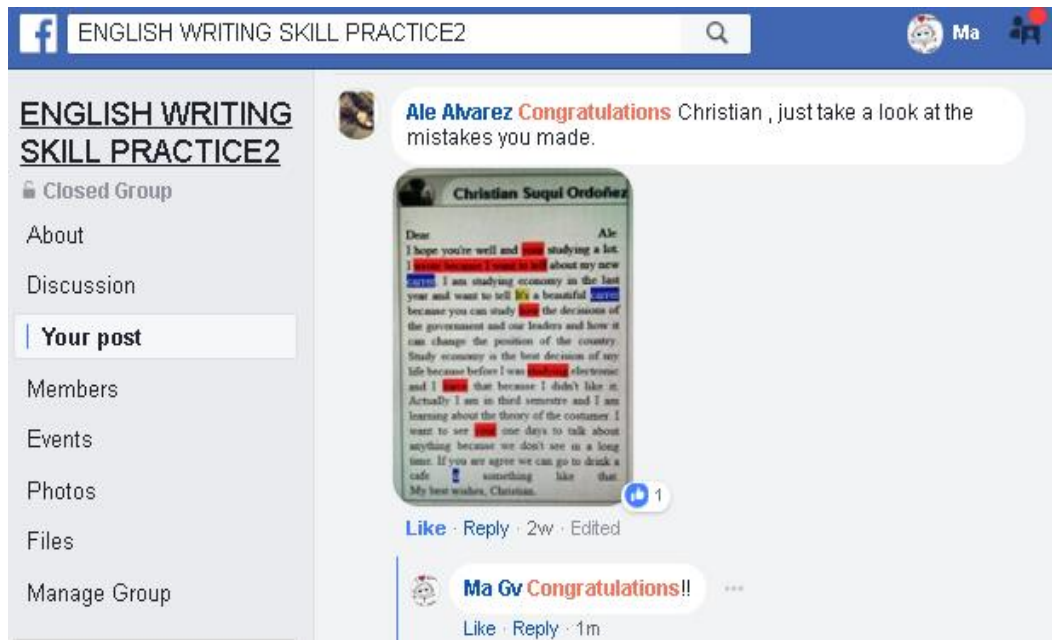 f ENGLISH WRITING SKILL PRACTICE2 Ma
ENGLISH WRITING
SKILL PRACTICE2
Closed Group
About
Discussion
Your post
Members
Events
Photos
Files
Manage Group
Ale Alvarez Congratulations Christian , just take a look at the
mistakes you made.
Christian Suqui Ordoñez
Dear Ale
I hope you're well and studying a lot.
I wrote because I want to tell about my new
carres. I am studying economy in the last
year and want to tell It's a beautiful carres
because you can study how the decisions of
the government and our leaders and how it
can change the position of the country.
Study economy is the best decision of my
life because before I was studying electronic
and I that because I didn't like it.
Actually I am in third semestre and I am
learning about the theory of the costumer. I
want to see your one days to talk about
anything because we don't see in a long
time. If you are agree we can go to drink a
cafe something like that.
My best wishes, Christian.
1
Like · Reply · 2w · Edited
Ma Gv Congratulations!!
Like · Reply · 1m